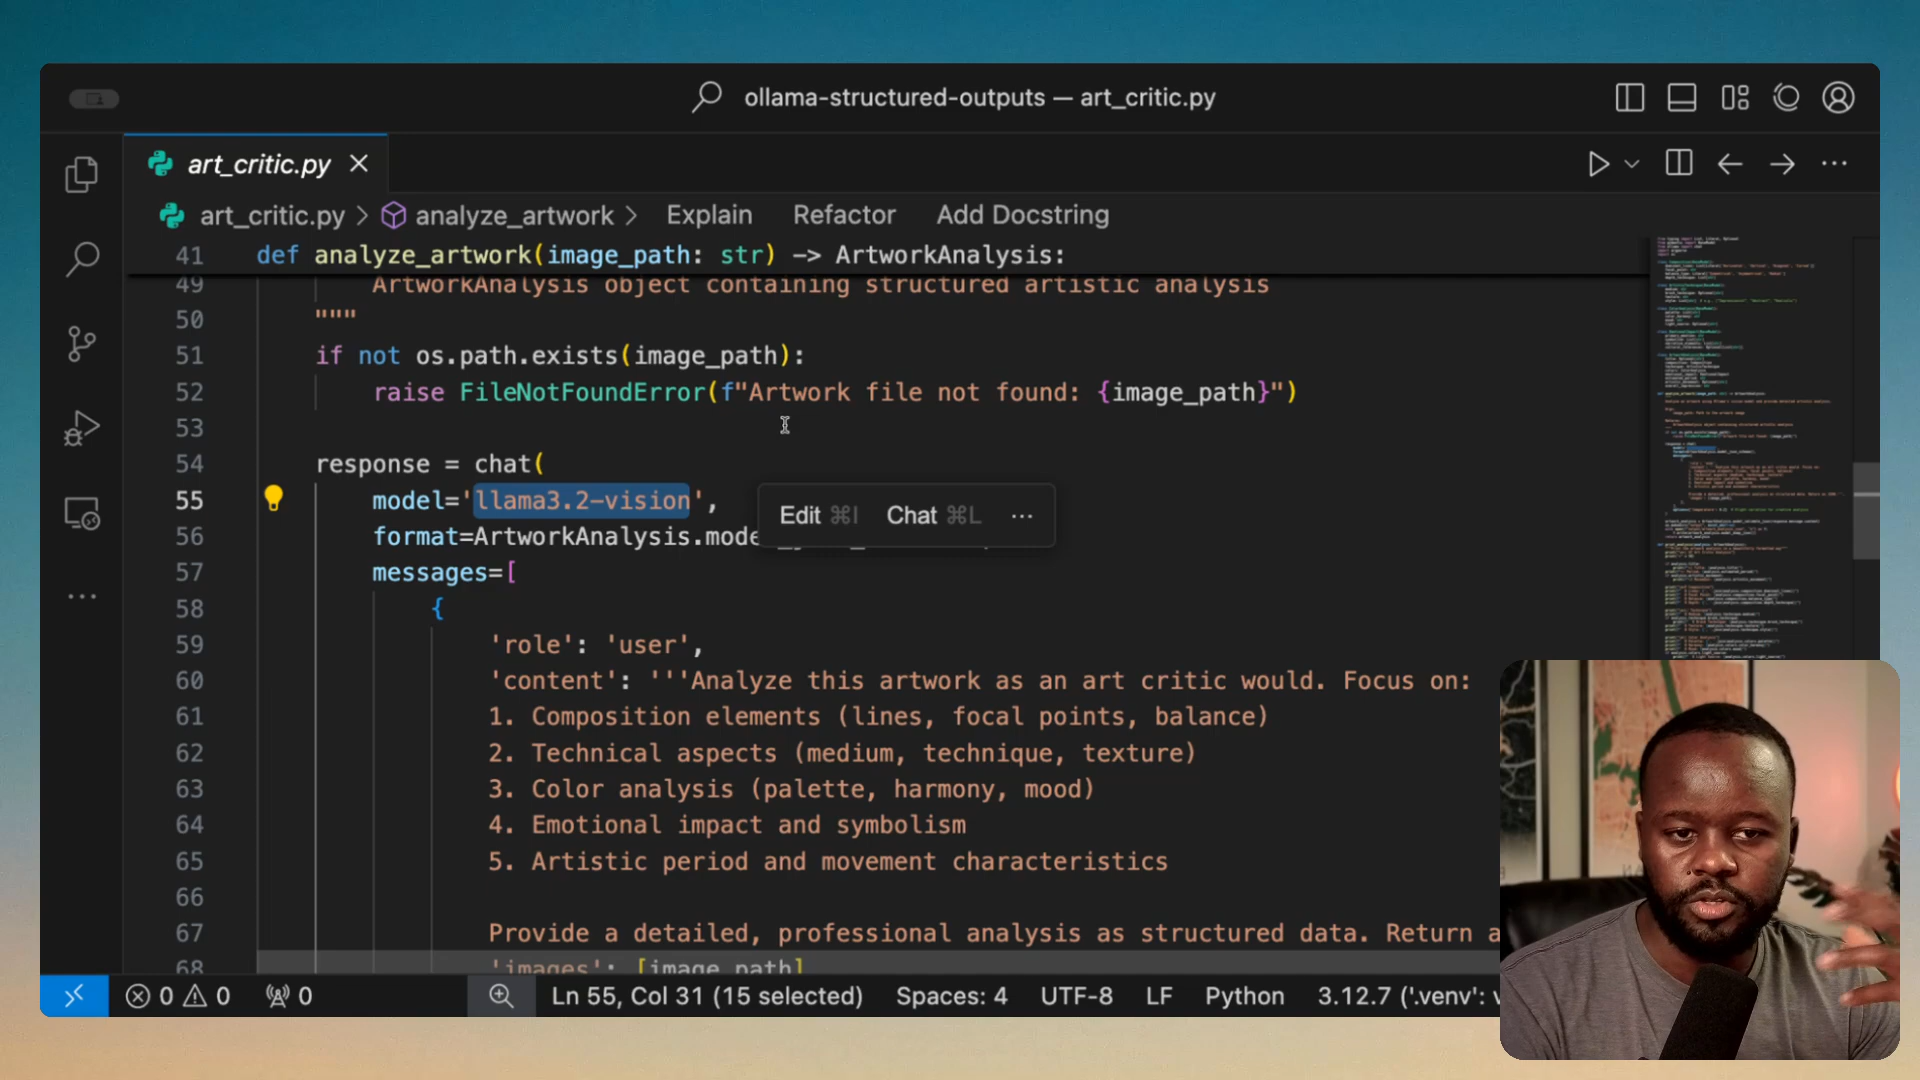 ollama-structured-outputs — art_critic.py
art_critic.py
art_critic.py > analyze_artwork > Explain Refactor Add Docstring
41 def analyze_artwork(image_path: str) -> ArtworkAnalysis:
49 ArtworkAnalysis object containing structured artistic analysis
50 """
51 if not os.path.exists(image_path):
52 raise FileNotFoundError(f"Artwork file not found: {image_path}")
53
54 response = chat(
55 model='llama3.2-vision',
Edit ⌘I Chat ⌘L ...
56 format=ArtworkAnalysis.mode
57 messages=[
58 {
59 'role': 'user',
60 'content': '''Analyze this artwork as an art critic would. Focus on:
61 1. Composition elements (lines, focal points, balance)
62 2. Technical aspects (medium, technique, texture)
63 3. Color analysis (palette, harmony, mood)
64 4. Emotional impact and symbolism
65 5. Artistic period and movement characteristics
66
67 Provide a detailed, professional analysis as structured data. Return a
68 'images': [image_path]
0 0 0 Ln 55, Col 31 (15 selected) Spaces: 4 UTF-8 LF Python 3.12.7 ('.venv': v